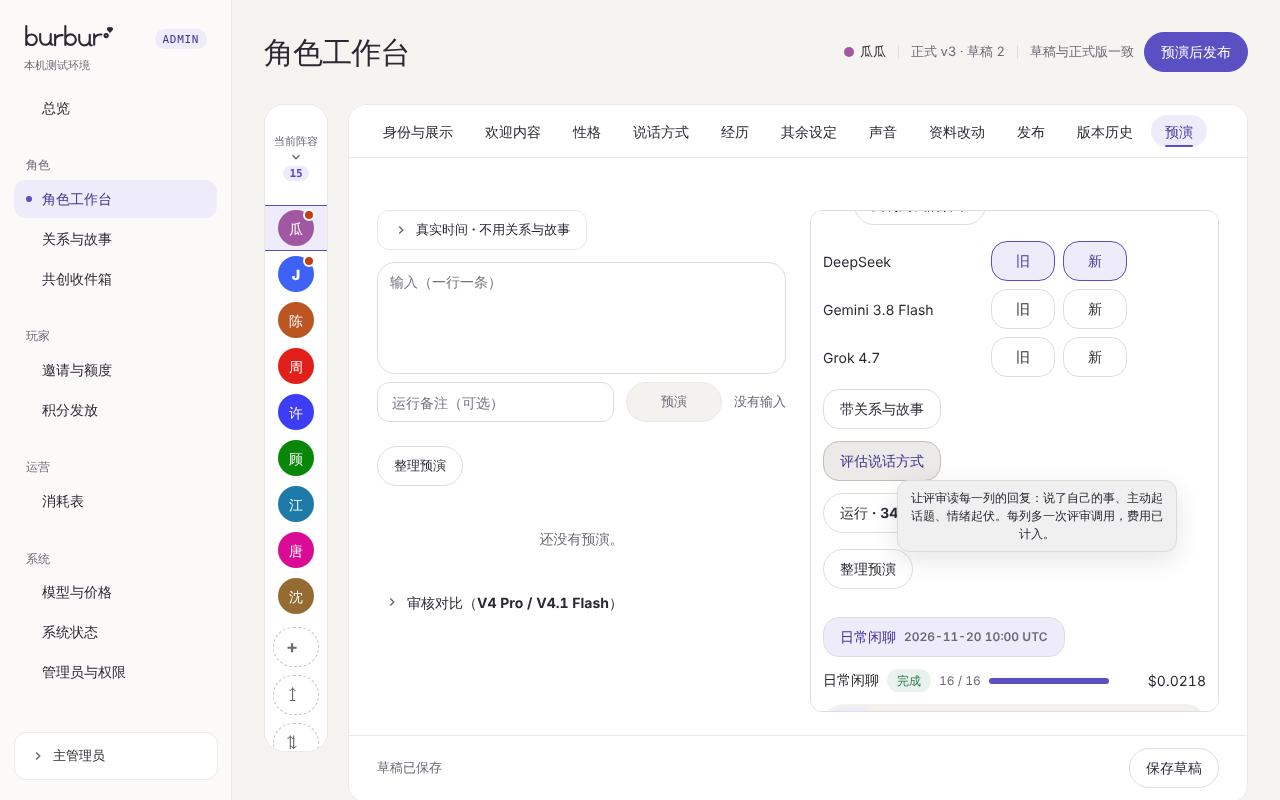 burbur
ADMIN
本机测试环境
总览
角色
角色工作台
关系与故事
共创收件箱
玩家
邀请与额度
积分发放
运营
消耗表
系统
模型与价格
系统状态
管理员与权限
主管理员
角色工作台
瓜瓜
正式 v3 · 草稿 2
草稿与正式版一致
预演后发布
当前阵容
15
瓜
J
陈
周
许
顾
江
唐
沈
+
身份与展示
欢迎内容
性格
说话方式
经历
其余设定
声音
资料改动
发布
版本历史
预演
真实时间 · 不用关系与故事
输入（一行一条）
运行备注（可选）
预演
没有输入
整理预演
还没有预演。
审核对比（V4 Pro / V4.1 Flash）
DeepSeek 旧 新
Gemini 3.8 Flash 旧 新
Grok 4.7 旧 新
带关系与故事
评估说话方式
让评审读每一列的回复：说了自己的事、主动起
话题、情绪起伏。每列多一次评审调用，费用已
计入。
运行 · 34
整理预演
日常闲聊 2026-11-20 10:00 UTC
日常闲聊 完成 16 / 16 $0.0218
草稿已保存
保存草稿